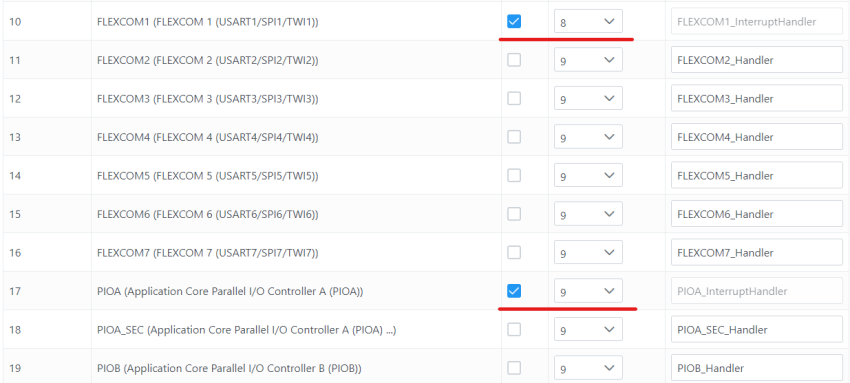 10 FLEXCOM1 (FLEXCOM 1 (USART1/SPI1/TWI1)) 8 FLEXCOM1_InterruptHandler
11 FLEXCOM2 (FLEXCOM 2 (USART2/SPI2/TWI2)) 9 FLEXCOM2_Handler
12 FLEXCOM3 (FLEXCOM 3 (USART3/SPI3/TWI3)) 9 FLEXCOM3_Handler
13 FLEXCOM4 (FLEXCOM 4 (USART4/SPI4/TWI4)) 9 FLEXCOM4_Handler
14 FLEXCOM5 (FLEXCOM 5 (USART5/SPI5/TWI5)) 9 FLEXCOM5_Handler
15 FLEXCOM6 (FLEXCOM 6 (USART6/SPI6/TWI6)) 9 FLEXCOM6_Handler
16 FLEXCOM7 (FLEXCOM 7 (USART7/SPI7/TWI7)) 9 FLEXCOM7_Handler
17 PIOA (Application Core Parallel I/O Controller A (PIOA)) 9 PIOA_InterruptHandler
18 PIOA_SEC (Application Core Parallel I/O Controller A (PIOA) ...) 9 PIOA_SEC_Handler
19 PIOB (Application Core Parallel I/O Controller B (PIOB)) 9 PIOB_Handler